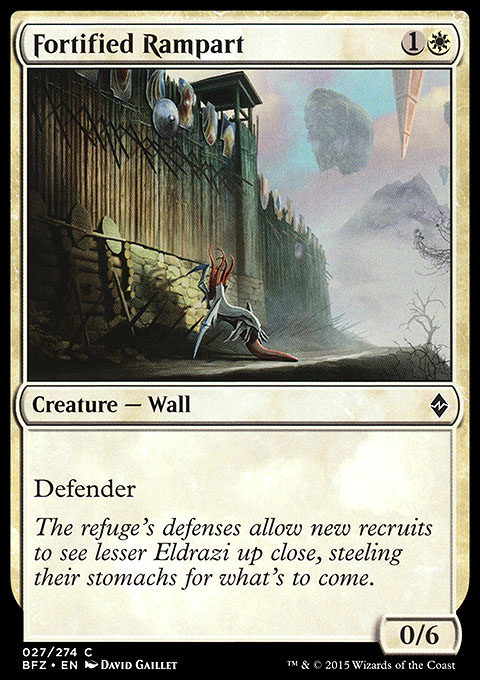 Fortified Rampart 1
Creature — Wall
Defender
The refuge's defenses allow new recruits
to see lesser Eldrazi up close, steeling
their stomachs for what's to come.
0/6
027/274 C
BFZ • EN David Gaillet
™ & © 2015 Wizards of the Coast